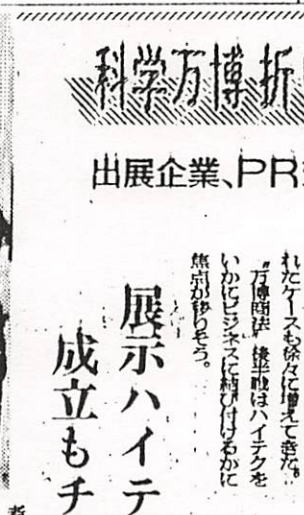 科学万博折
出展企業、PR
展示ハイテ
成立もチ
れたケースも徐々に増えてきた。
“万博商法”後半戦はハイテクを
いかにビジネスに結び付けるかに
焦点が移りそう。